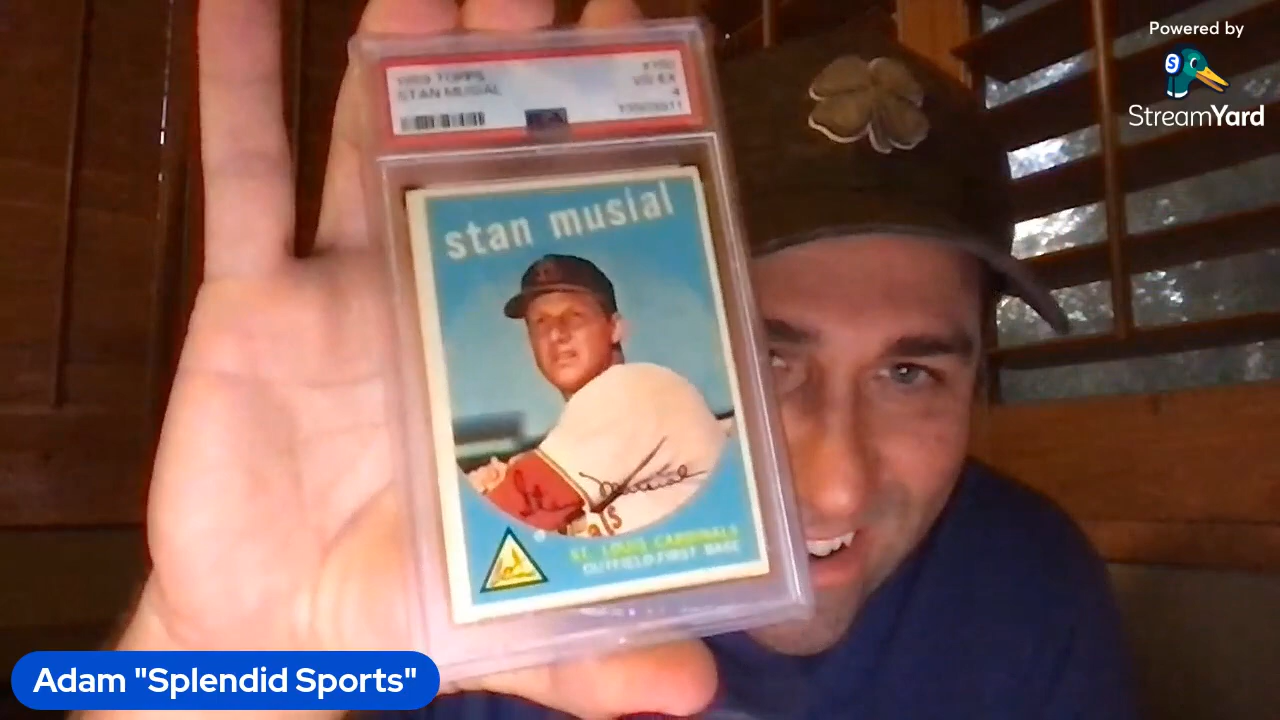 Powered by
StreamYard
1959 TOPPS
STAN MUSIAL
#150
VG-EX
4
stan musial
ST. LOUIS CARDINALS
OUTFIELD-FIRST BASE
Adam "Splendid Sports"